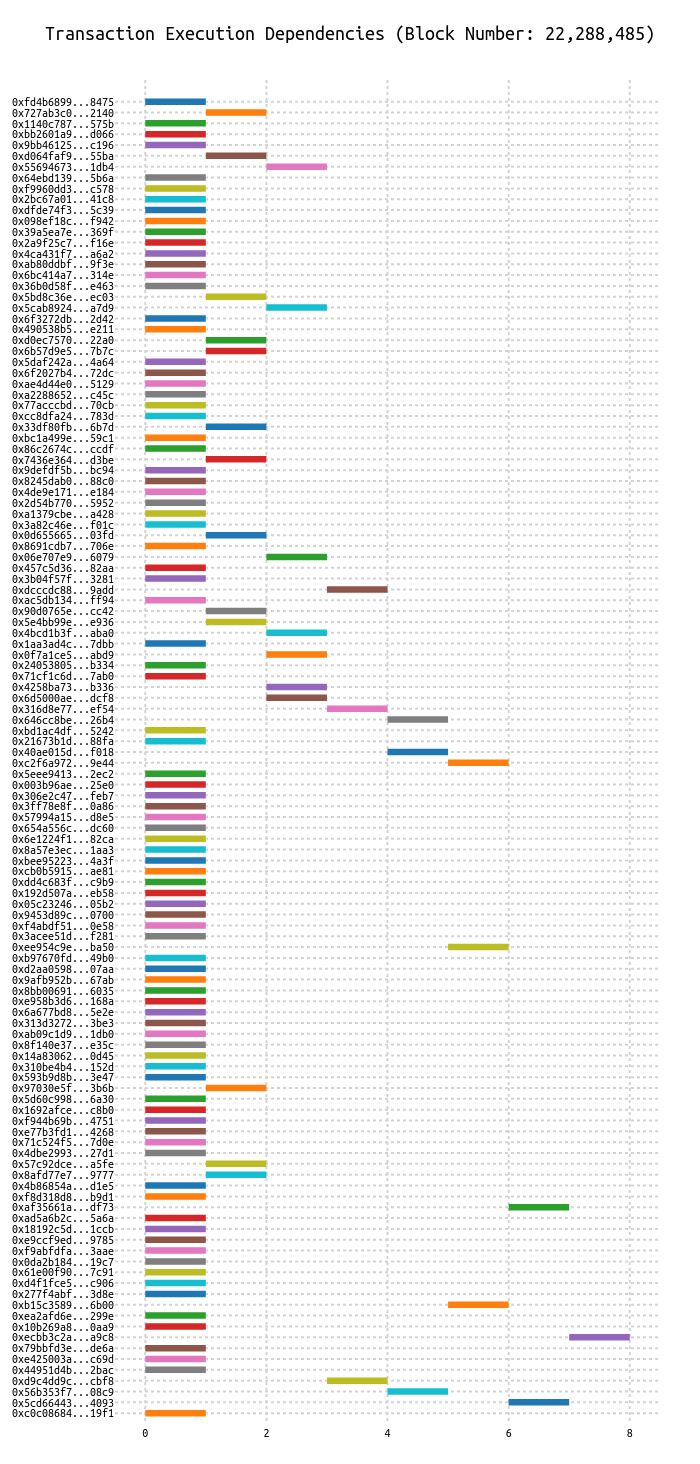 Transaction Execution Dependencies (Block Number: 22,288,485)
0xfd4b6899...8475
0x727ab3c0...2140
0x1140c787...575b
0xbb2601a9...d066
0x9bb46125...c196
0xd064faf9...55ba
0x55694673...1db4
0x64ebd139...5b6a
0xf9960dd3...c578
0x2bc67a01...41c8
0xdfde74f3...5c39
0x098ef18c...f942
0x39a5ea7e...369f
0x2a9f25c7...f16e
0x4ca431f7...a6a2
0xab80ddbf...9f3e
0x6bc414a7...314e
0x36b0d58f...e463
0x5bd8c36e...ec03
0x5cab8924...a7d9
0x6f3272db...2d42
0x490538b5...e211
0xd0ec7570...22a0
0x6b57d9e5...7b7c
0x5daf242a...4a64
0x6f2027b4...72dc
0xae4d44e0...5129
0xa2288652...c45c
0x77acccbd...70cb
0xcc8dfa24...783d
0x33df80fb...6b7d
0xbc1a499e...59c1
0x86c2674c...ccdf
0x7436e364...d3be
0x9defdf5b...bc94
0x8245dab0...88c0
0x4de9e171...e184
0x2d54b770...5952
0xa1379cbe...a428
0x3a82c46e...f01c
0x0d655665...03fd
0x8691cdb7...706e
0x06e707e9...6079
0x457c5d36...82aa
0x3b04f57f...3281
0xdcccdc88...9add
0xac5db134...ff94
0x90d0765e...cc42
0x5e4bb99e...e936
0x4bcd1b3f...aba0
0x1aa3ad4c...7dbb
0x0f7a1ce5...abd9
0x24053805...b334
0x71cf1c6d...7ab0
0x4258ba73...b336
0x6d5000ae...dcf8
0x316d8e77...ef54
0x646cc8be...26b4
0xbd1ac4df...5242
0x21673b1d...88fa
0x40ae015d...f018
0xc2f6a972...9e44
0x5eee9413...2ec2
0x003b96ae...25e0
0x306e2c47...feb7
0x3ff78e8f...0a86
0x57994a15...d8e5
0x654a556c...dc60
0x6e1224f1...82ca
0x8a57e3ec...1aa3
0xbee95223...4a3f
0xcb0b5915...ae81
0xdd4c683f...c9b9
0x192d507a...eb58
0x05c23246...05b2
0x9453d89c...0700
0xf4abdf51...0e58
0x3acee51d...f281
0xee954c9e...ba50
0xb97670fd...49b0
0xd2aa0598...07aa
0x9afb952b...67ab
0x8bb00691...6035
0xe958b3d6...168a
0x6a677bd8...5e2e
0x313d3272...3be3
0xab09c1d9...1db0
0x8f140e37...e35c
0x14a83062...0d45
0x310be4b4...152d
0x593b9d8b...3e47
0x97030e5f...3b6b
0x5d60c998...6a30
0x1692afce...c8b0
0xf944b69b...4751
0xe77b3fd1...4268
0x71c524f5...7d0e
0x4dbe2993...27d1
0x57c92dce...a5fe
0x8afd77e7...9777
0x4b86854a...d1e5
0xf8d318d8...b9d1
0xaf35661a...df73
0xad5a6b2c...5a6a
0x18192c5d...1ccb
0xe9ccf9ed...9785
0xf9abfdfa...3aae
0x0da2b184...19c7
0x61e00f90...7c91
0xd4f1fce5...c906
0x277f4abf...3d8e
0xb15c3589...6b00
0xea2afd6e...299e
0x10b269a8...0aa9
0xecbb3c2a...a9c8
0x79bbfd3e...de6a
0xe425003a...c69d
0x44951d4b...2bac
0xd9c4dd9c...cbf8
0x56b353f7...08c9
0x5cd66443...4093
0xc0c08684...19f1
0 2 4 6 8